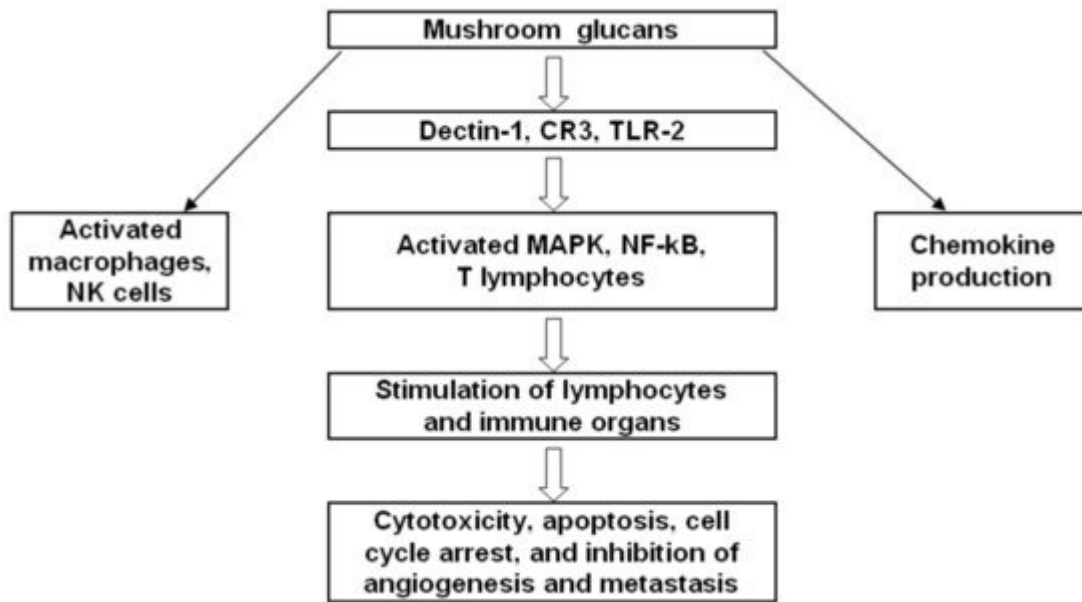 Mushroom glucans
Dectin-1, CR3, TLR-2
Activated
macrophages,
NK cells
Activated MAPK, NF-kB,
T lymphocytes
Chemokine
production
Stimulation of lymphocytes
and immune organs
Cytotoxicity, apoptosis, cell
cycle arrest, and inhibition of
angiogenesis and metastasis